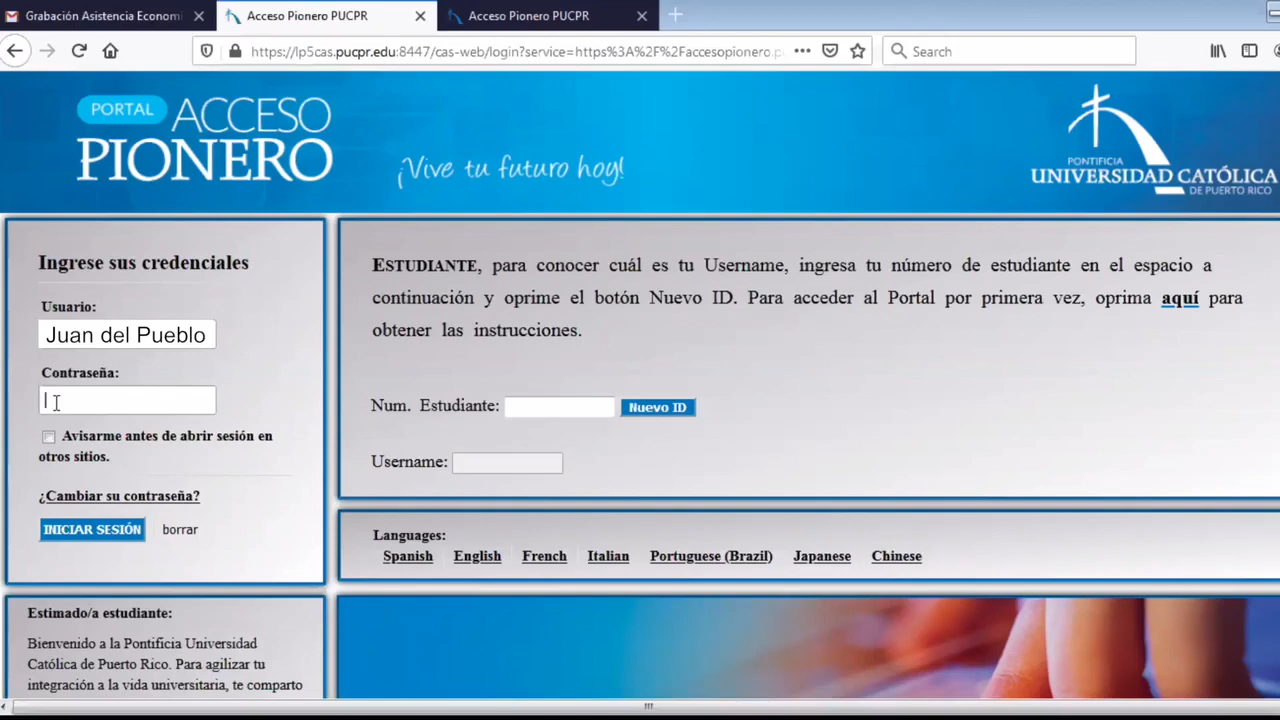 Grabación Asistencia Economi
Acceso Pionero PUCPR
Acceso Pionero PUCPR
https://lp5cas.pucpr.edu:8447/cas-web/login?service=https%3A%2F%2Faccesopionero.p
Search
PORTAL ACCESO
PIONERO
¡Vive tu futuro hoy!
PONTIFICIA
UNIVERSIDAD CATÓLICA
DE PUERTO RICO
Ingrese sus credenciales
Usuario:
Juan del Pueblo
Contraseña:
Avisarme antes de abrir sesión en
otros sitios.
¿Cambiar su contraseña?
INICIAR SESIÓN borrar
ESTUDIANTE, para conocer cuál es tu Username, ingresa tu número de estudiante en el espacio a
continuación y oprime el botón Nuevo ID. Para acceder al Portal por primera vez, oprima aquí para
obtener las instrucciones.
Num. Estudiante: Nuevo ID
Username:
Languages:
Spanish English French Italian Portuguese (Brazil) Japanese Chinese
Estimado/a estudiante:
Bienvenido a la Pontificia Universidad
Católica de Puerto Rico. Para agilizar tu
integración a la vida universitaria, te comparto